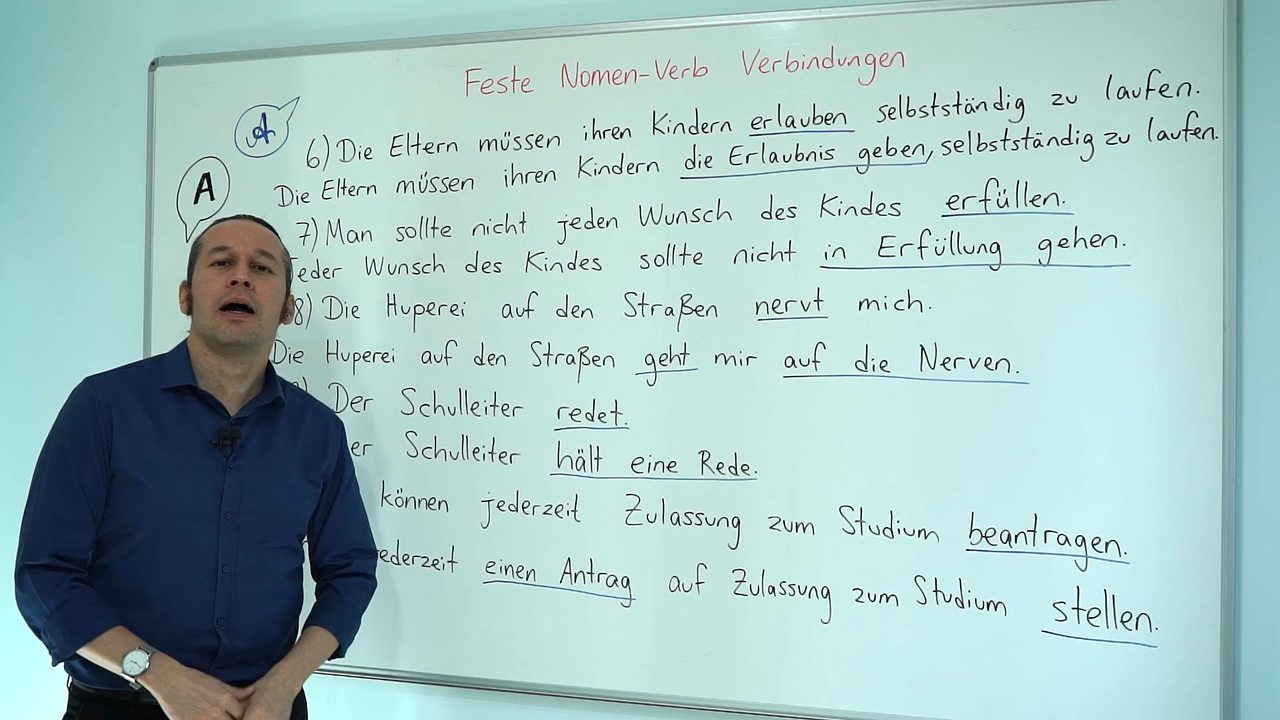 Feste Nomen-Verb Verbindungen
A
A
6) Die Eltern müssen ihren Kindern erlauben selbstständig zu laufen.
Die Eltern müssen ihren Kindern die Erlaubnis geben, selbstständig zu laufen.
7) Man sollte nicht jeden Wunsch des Kindes erfüllen.
Jeder Wunsch des Kindes sollte nicht in Erfüllung gehen.
8) Die Huperei auf den Straßen nervt mich.
Die Huperei auf den Straßen geht mir auf die Nerven.
Der Schulleiter redet.
Schulleiter hält eine Rede.
können jederzeit Zulassung zum Studium beantragen.
jederzeit einen Antrag auf Zulassung zum Studium stellen.